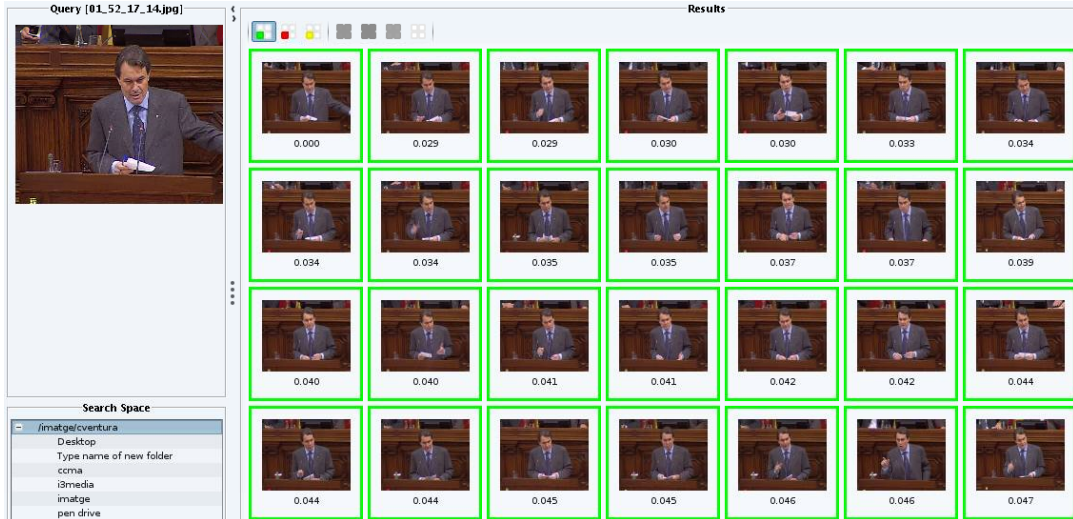 Query [01_52_17_14.jpg]
Results
0.000 0.029 0.029 0.030 0.030 0.033 0.034
0.034 0.034 0.035 0.035 0.037 0.037 0.039
0.040 0.040 0.041 0.041 0.042 0.042 0.044
Search Space
/imatge/cventura
Desktop
Type name of new folder
ccma
i3media
imatge
pen drive
0.044 0.044 0.045 0.045 0.046 0.046 0.047